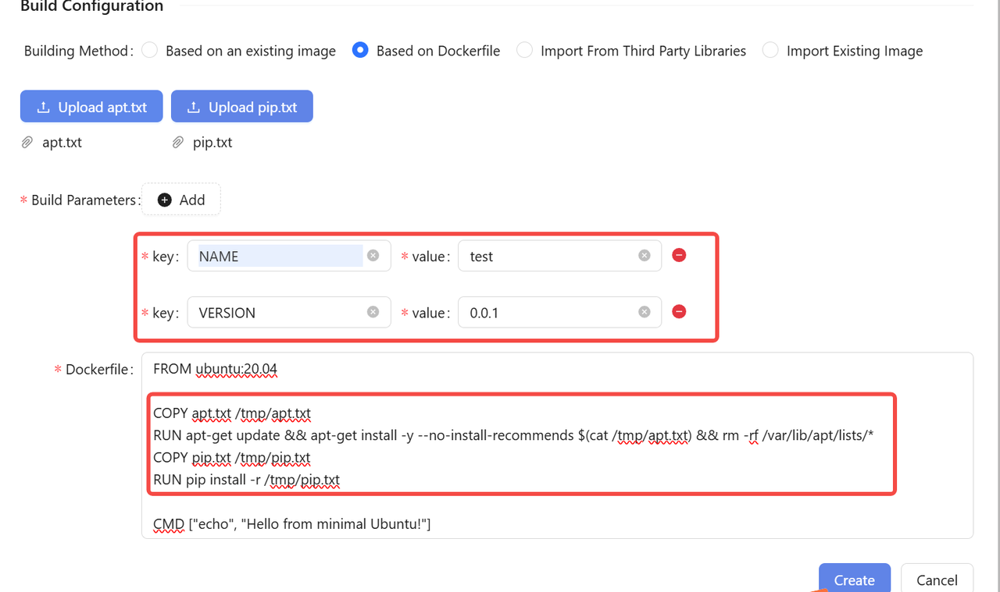 Build Configuration
Building Method: Based on an existing image Based on Dockerfile Import From Third Party Libraries Import Existing Image
Upload apt.txt Upload pip.txt
apt.txt pip.txt
* Build Parameters: Add
* key: NAME * value: test
* key: VERSION * value: 0.0.1
* Dockerfile: FROM ubuntu:20.04
COPY apt.txt /tmp/apt.txt
RUN apt-get update && apt-get install -y --no-install-recommends $(cat /tmp/apt.txt) && rm -rf /var/lib/apt/lists/*
COPY pip.txt /tmp/pip.txt
RUN pip install -r /tmp/pip.txt
CMD ["echo", "Hello from minimal Ubuntu!"]
Create Cancel